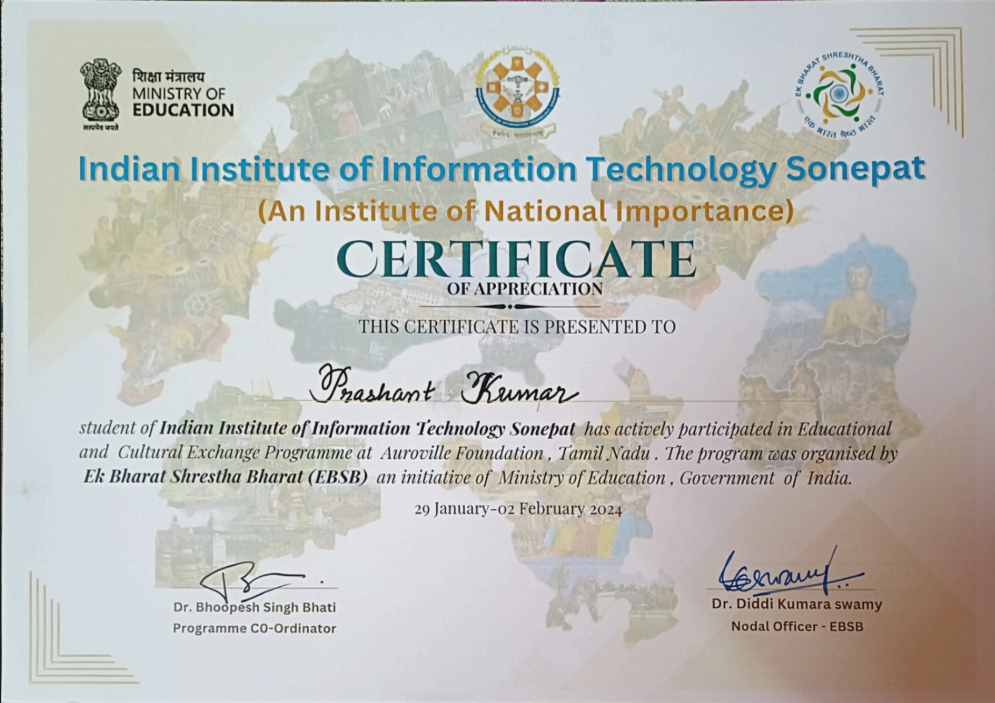 शिक्षा मंत्रालय
MINISTRY OF
EDUCATION
सत्यमेव जयते
EK BHARAT SHRESHTHA BHARAT
एक भारत श्रेष्ठ भारत
Indian Institute of Information Technology Sonepat
(An Institute of National Importance)
CERTIFICATE
OF APPRECIATION
THIS CERTIFICATE IS PRESENTED TO
Prashant Kumar
student of Indian Institute of Information Technology Sonepat has actively participated in Educational
and Cultural Exchange Programme at Auroville Foundation , Tamil Nadu . The program was organised by
Ek Bharat Shrestha Bharat (EBSB) an initiative of Ministry of Education , Government of India.
29 January-02 February 2024
Dr. Bhoopesh Singh Bhati
Programme CO-Ordinator
Dr. Diddi Kumara swamy
Nodal Officer - EBSB